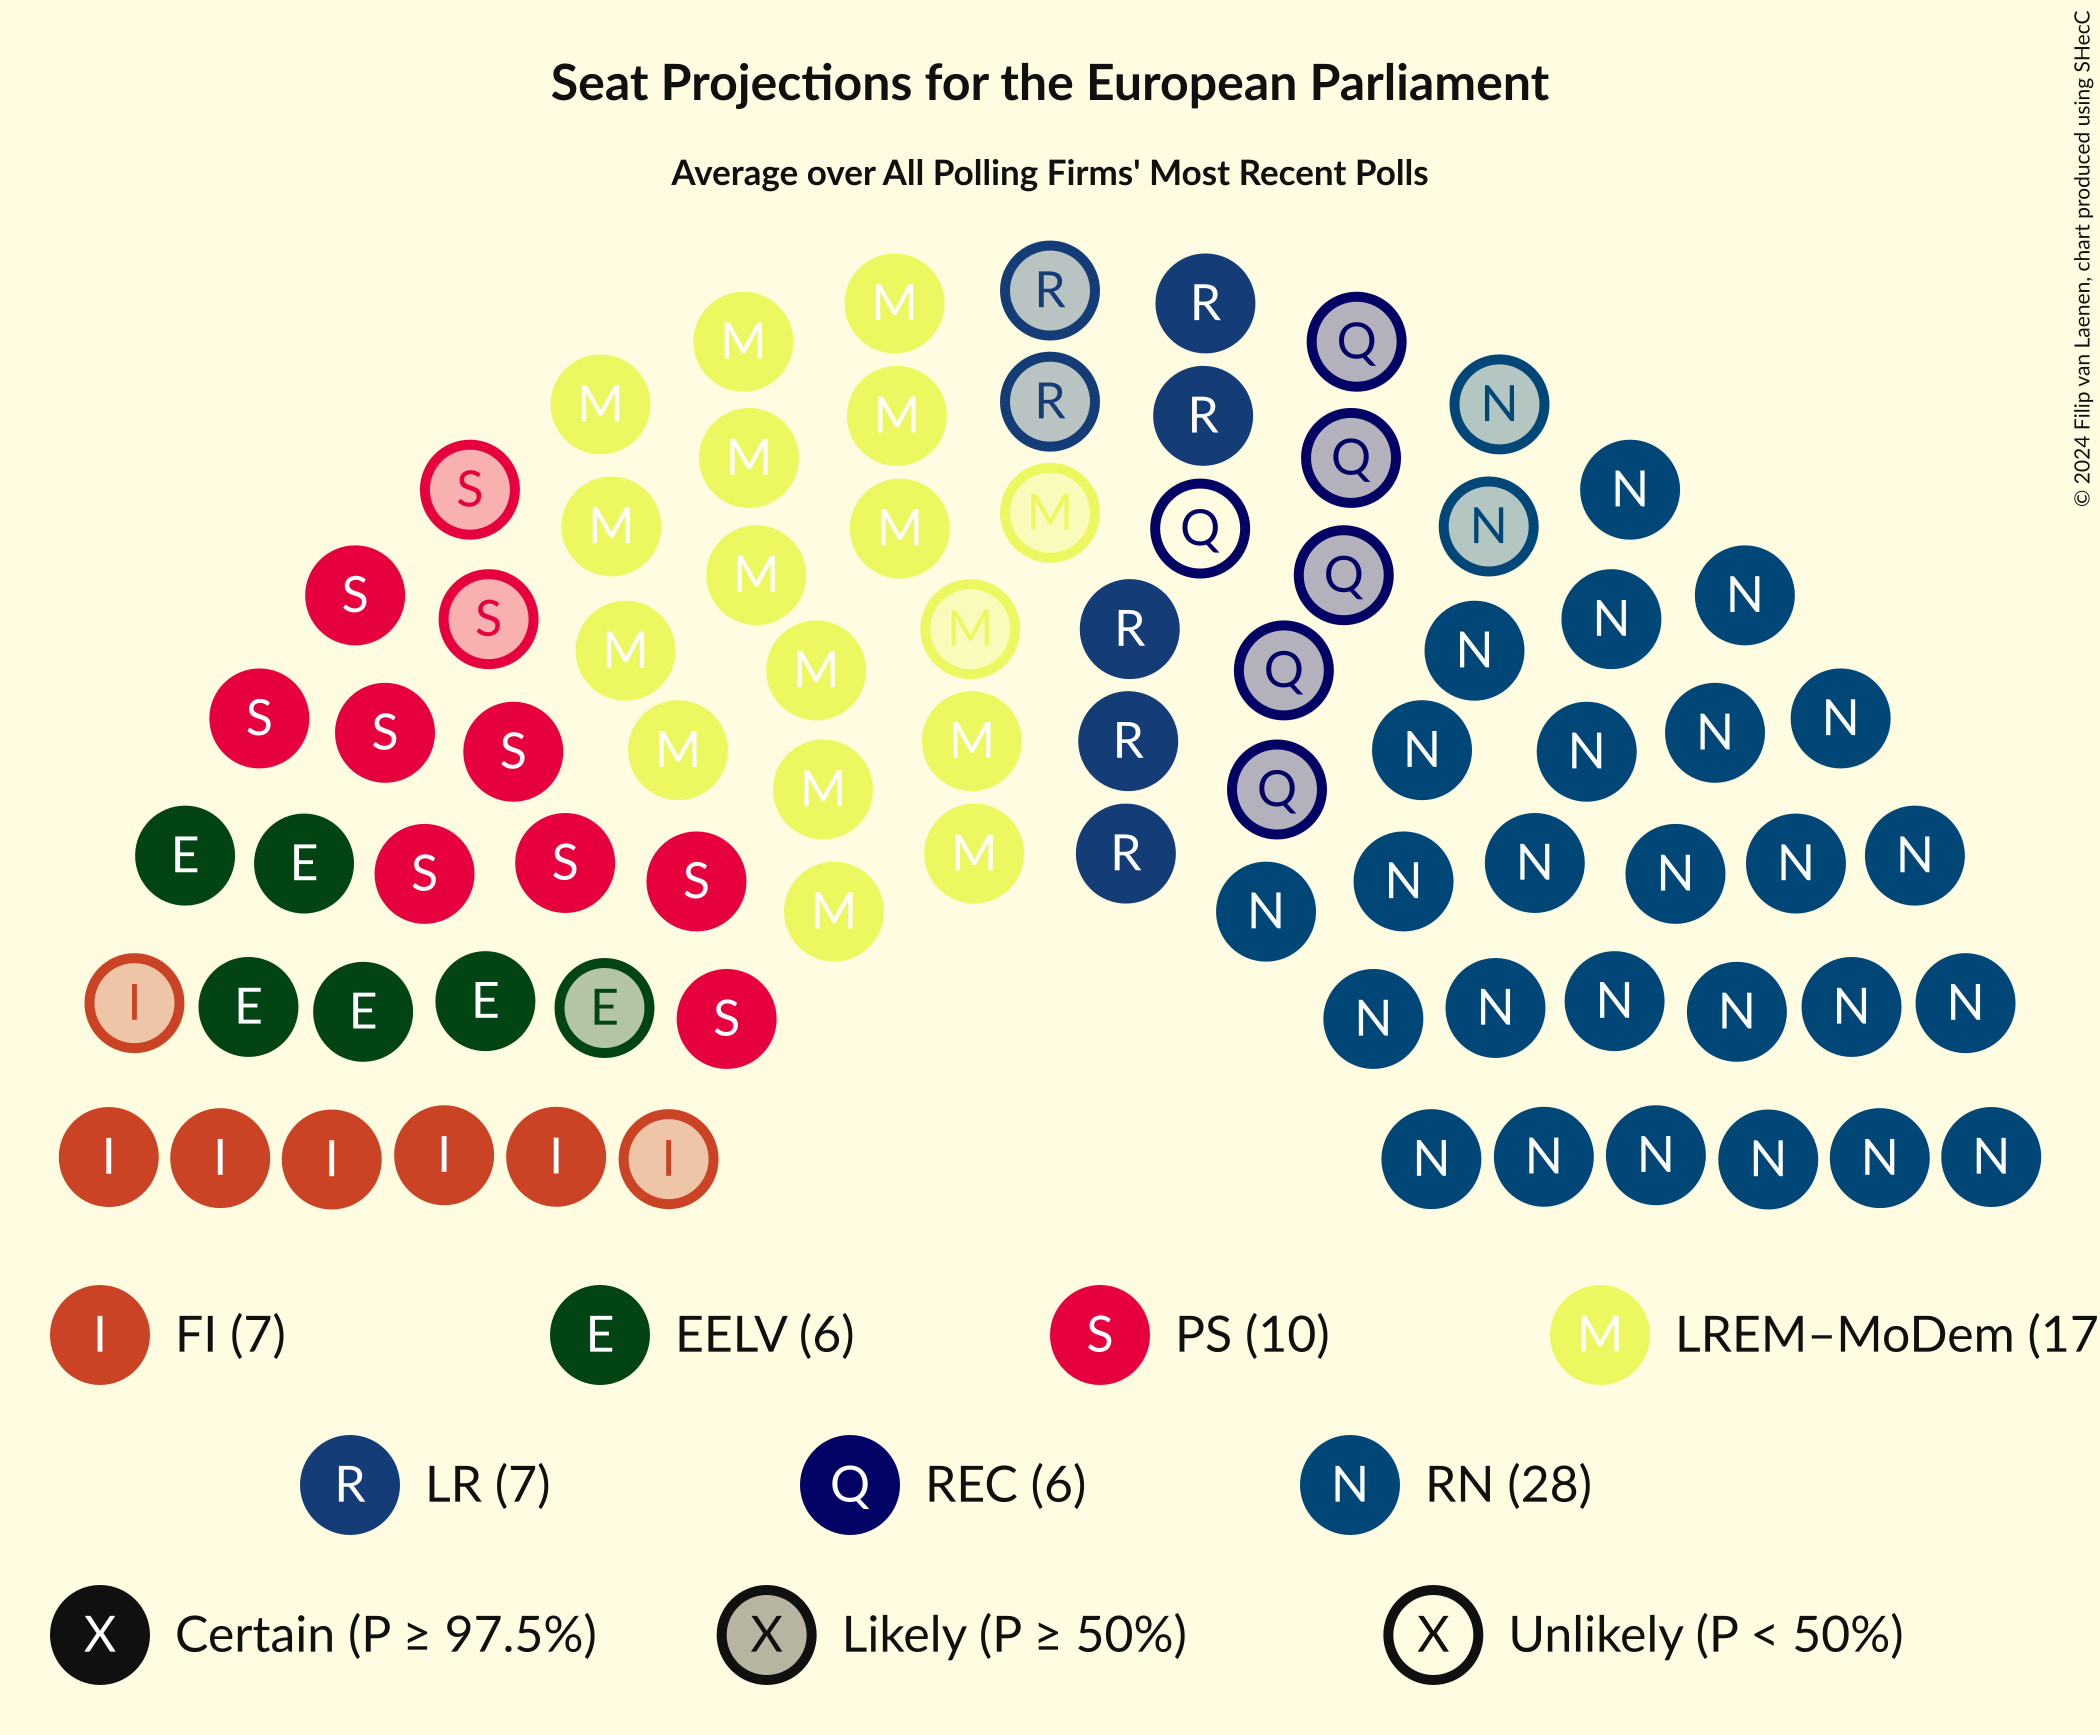 Seat Projections for the European Parliament
Average over All Polling Firms' Most Recent Polls
© 2024 Filip van Laenen, chart produced using SHecC
R
M R
M R Q
M M R N
M R Q
M M M Q N
S M Q N
M M Q
S M N N
S M R N
M M Q N
S S S M R M N N N N
M Q
E E S S S M R N N N N N
M N
I E E E E S N N N N N N
I I I I I I N N N N N N
I FI (7) E EELV (6) S PS (10) M LREM–MoDem (17
R LR (7) Q REC (6) N RN (28)
X Certain (P ≥ 97.5%) X Likely (P ≥ 50%) X Unlikely (P < 50%)